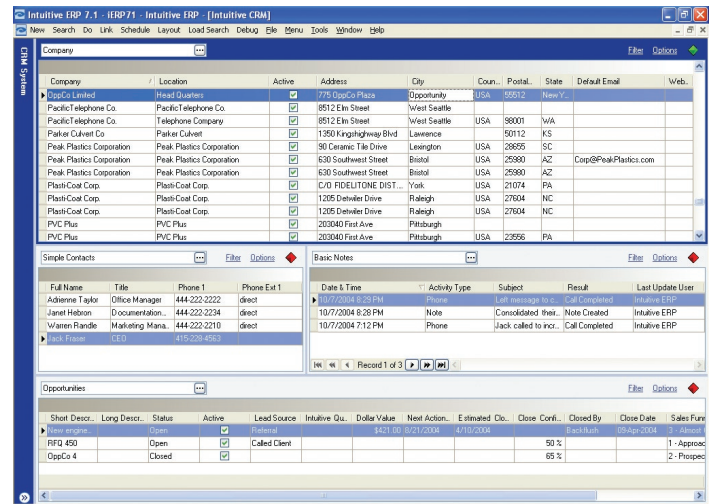 Intuitive ERP 7.1 - iERP71 - Intuitive ERP - [Intuitive CRM]
New Search Do Link Schedule Layout Load Search Debug File Menu Tools Window Help
CRM System
Company ... Filter Options
Company Location Active Address City Coun... Postal... State Default Email Web...
OppCo Limited Head Quarters 775 OppCo Plaza Opportunity USA 55512 New Y...
PacificTelephone Co. PacificTelephone Co. 8512 Elm Street West Seattle
PacificTelephone Co. Telephone Company 8512 Elm Street West Seattle USA 98001 WA
Parker Culvert Co Parker Culvert 1350 Kingshighway Blvd Lawrence 50112 KS
Peak Plastics Corporation Peak Plastics Corporation 90 Ceramic Tile Drive Lexington USA 28655 SC
Peak Plastics Corporation Peak Plastics Corporation 630 Southwest Street Bristol USA 25980 AZ Corp@PeakPlastics.com
Peak Plastics Corporation Peak Plastics Corporation 630 Southwest Street Bristol USA 25980 AZ
Plasti-Coat Corp. Plasti-Coat Corp. C/O FIDELITONE DIST... York USA 21074 PA
Plasti-Coat Corp. Plasti-Coat Corp. 1205 Detwiler Drive Raleigh USA 27604 NC
Plasti-Coat Corp. Plasti-Coat Corp. 1205 Detwiler Drive Raleigh USA 27604 NC
PVC Plus PVC Plus 203040 First Ave Pittsburgh
PVC Plus PVC Plus 203040 First Ave Pittsburgh USA 23556 PA
Simple Contacts ... Filter Options
Full Name Title Phone 1 Phone Ext 1
Adrienne Taylor Office Manager 444-222-2222 direct
Janet Hebron Documentation... 444-222-2234 direct
Warren Randle Marketing Mana... 444-222-2210 direct
Jack Fraser CEO 415-228-4563
Basic Notes ... Filter Options
Date & Time Activity Type Subject Result Last Update User
10/7/2004 8:29 PM Phone Left message to c... Call Completed Intuitive ERP
10/7/2004 8:28 PM Note Consolidated their... Note Created Intuitive ERP
10/7/2004 7:12 PM Phone Jack called to incr... Call Completed Intuitive ERP
Record 1 of 3
Opportunities ... Filter Options
Short Descr... Long Descr... Status Active Lead Source Intuitive Qu... Dollar Value Next Action... Estimated Clo... Close Confi... Closed By Close Date Sales Funn
New engine... Open Referral $421.00 6/21/2004 4/10/2004 Backflush 09-Apr-2004 3 - Almost
RFQ 450 Open Called Client 50 % 1 - Approac
OppCo 4 Closed 65 % 2 - Prospec